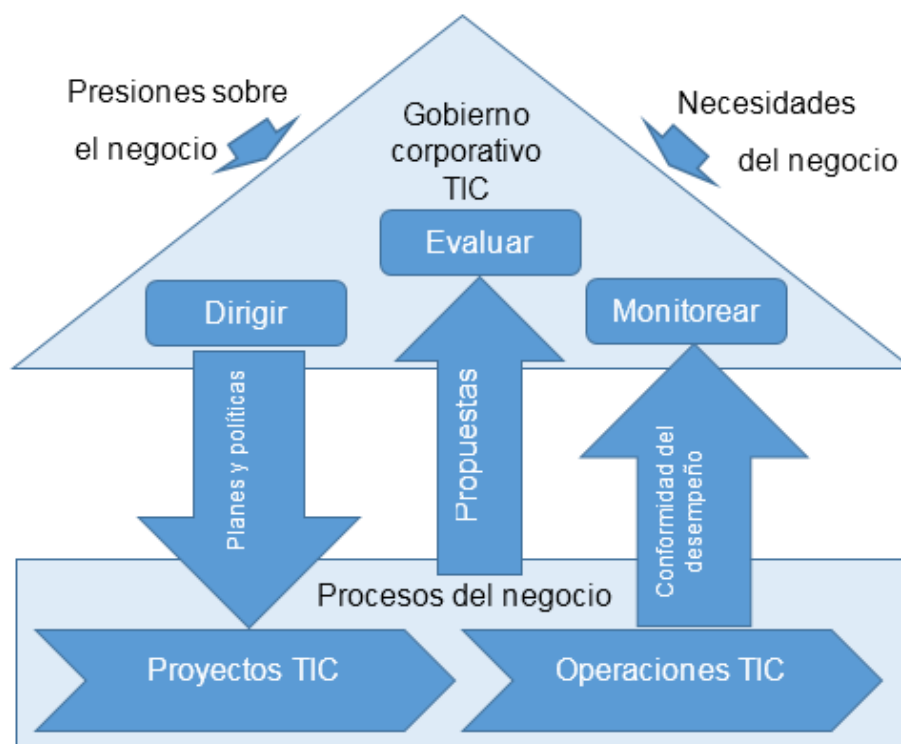 Presiones sobre
el negocio
Necesidades
del negocio
Gobierno
corporativo
TIC
Evaluar
Dirigir
Monitorear
Planes y políticas
Propuestas
Conformidad del
desempeño
Procesos del negocio
Proyectos TIC
Operaciones TIC